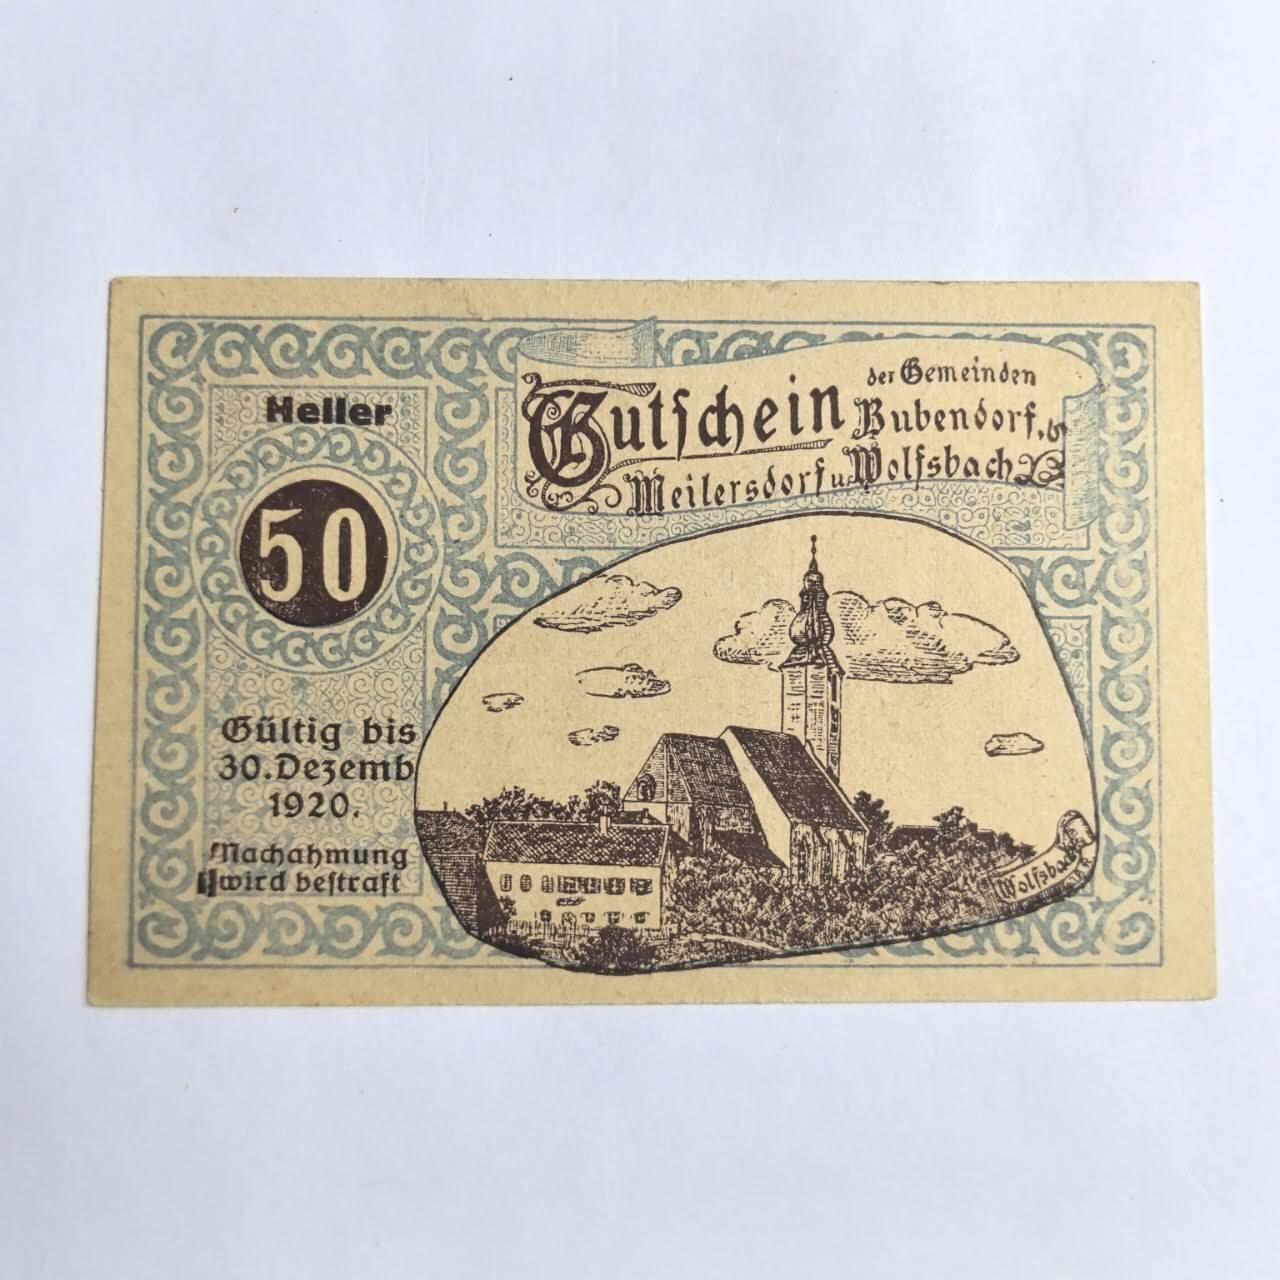 Heller
50
Gültig bis
30. Dezemb
1920.
Nachahmung
wird bestraft
Gutschein der Gemeinden
Bubendorf,
Meilersdorf u. Wolfsbach
Wolfsbach